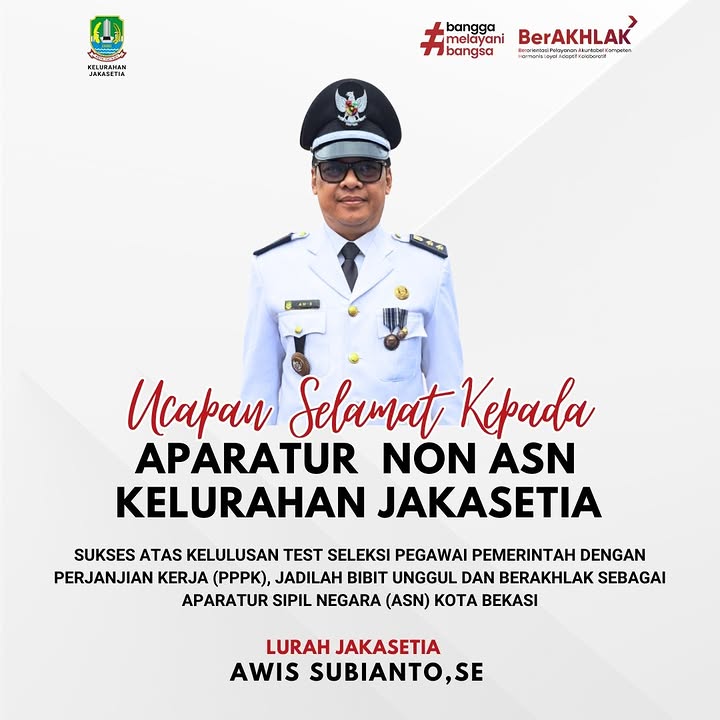 KELURAHAN
JAKASETIA
#bangga
melayani
bangsa
BerAKHLAK
Berorientasi Pelayanan Akuntabel Kompeten
Harmonis Loyal Adaptif Kolaboratif
AWIS
Ucapan Selamat Kepada
APARATUR NON ASN
KELURAHAN JAKASETIA
SUKSES ATAS KELULUSAN TEST SELEKSI PEGAWAI PEMERINTAH DENGAN
PERJANJIAN KERJA (PPPK), JADILAH BIBIT UNGGUL DAN BERAKHLAK SEBAGAI
APARATUR SIPIL NEGARA (ASN) KOTA BEKASI
LURAH JAKASETIA
AWIS SUBIANTO,SE